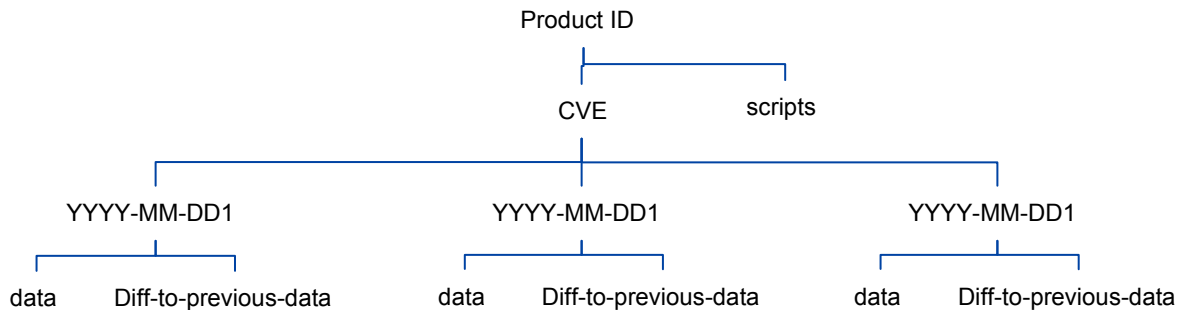 Product ID
CVE scripts
YYYY-MM-DD1 YYYY-MM-DD1 YYYY-MM-DD1
data Diff-to-previous-data data Diff-to-previous-data data Diff-to-previous-data